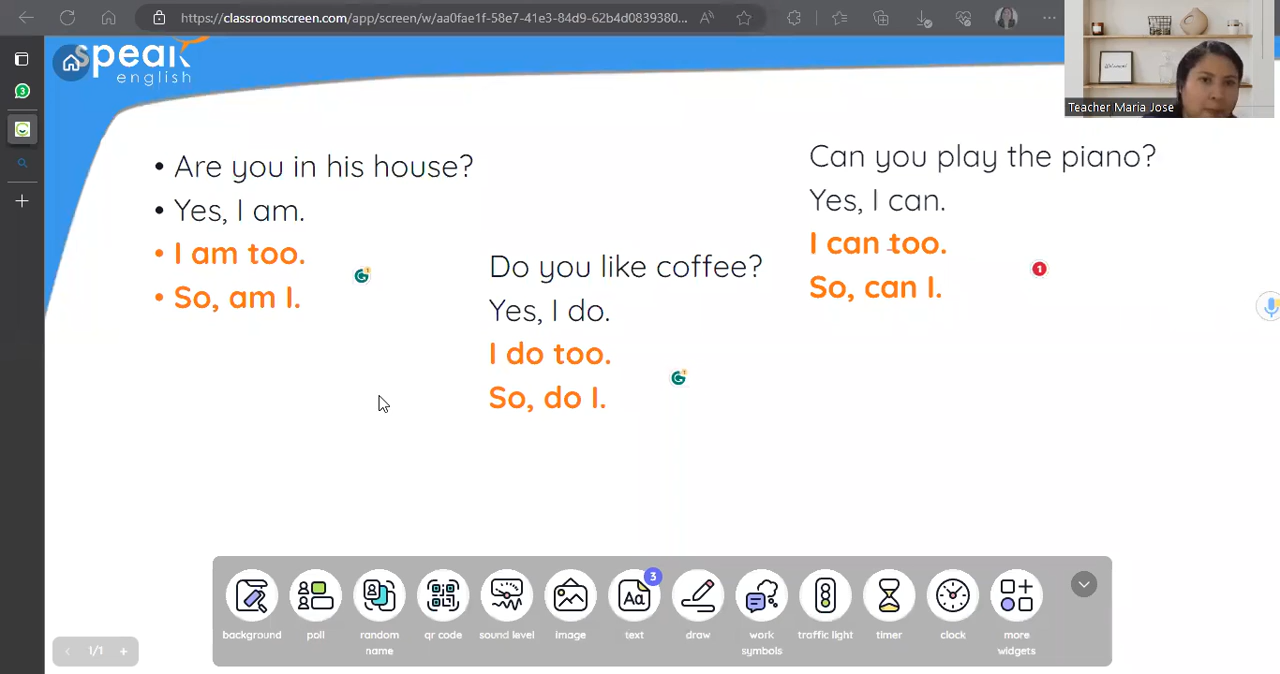 https://classroomscreen.com/app/screen/w/aa0fae1f-58e7-41e3-84d9-62b4d0839380...
speak
english
Teacher Maria Jose
• Are you in his house?
• Yes, I am.
• I am too.
• So, am I.
Do you like coffee?
Yes, I do.
I do too.
So, do I.
Can you play the piano?
Yes, I can.
I can too.
So, can I.
1
3
3
background
poll
random
name
qr code
sound level
image
text
draw
work
symbols
traffic light
timer
clock
more
widgets
1/1